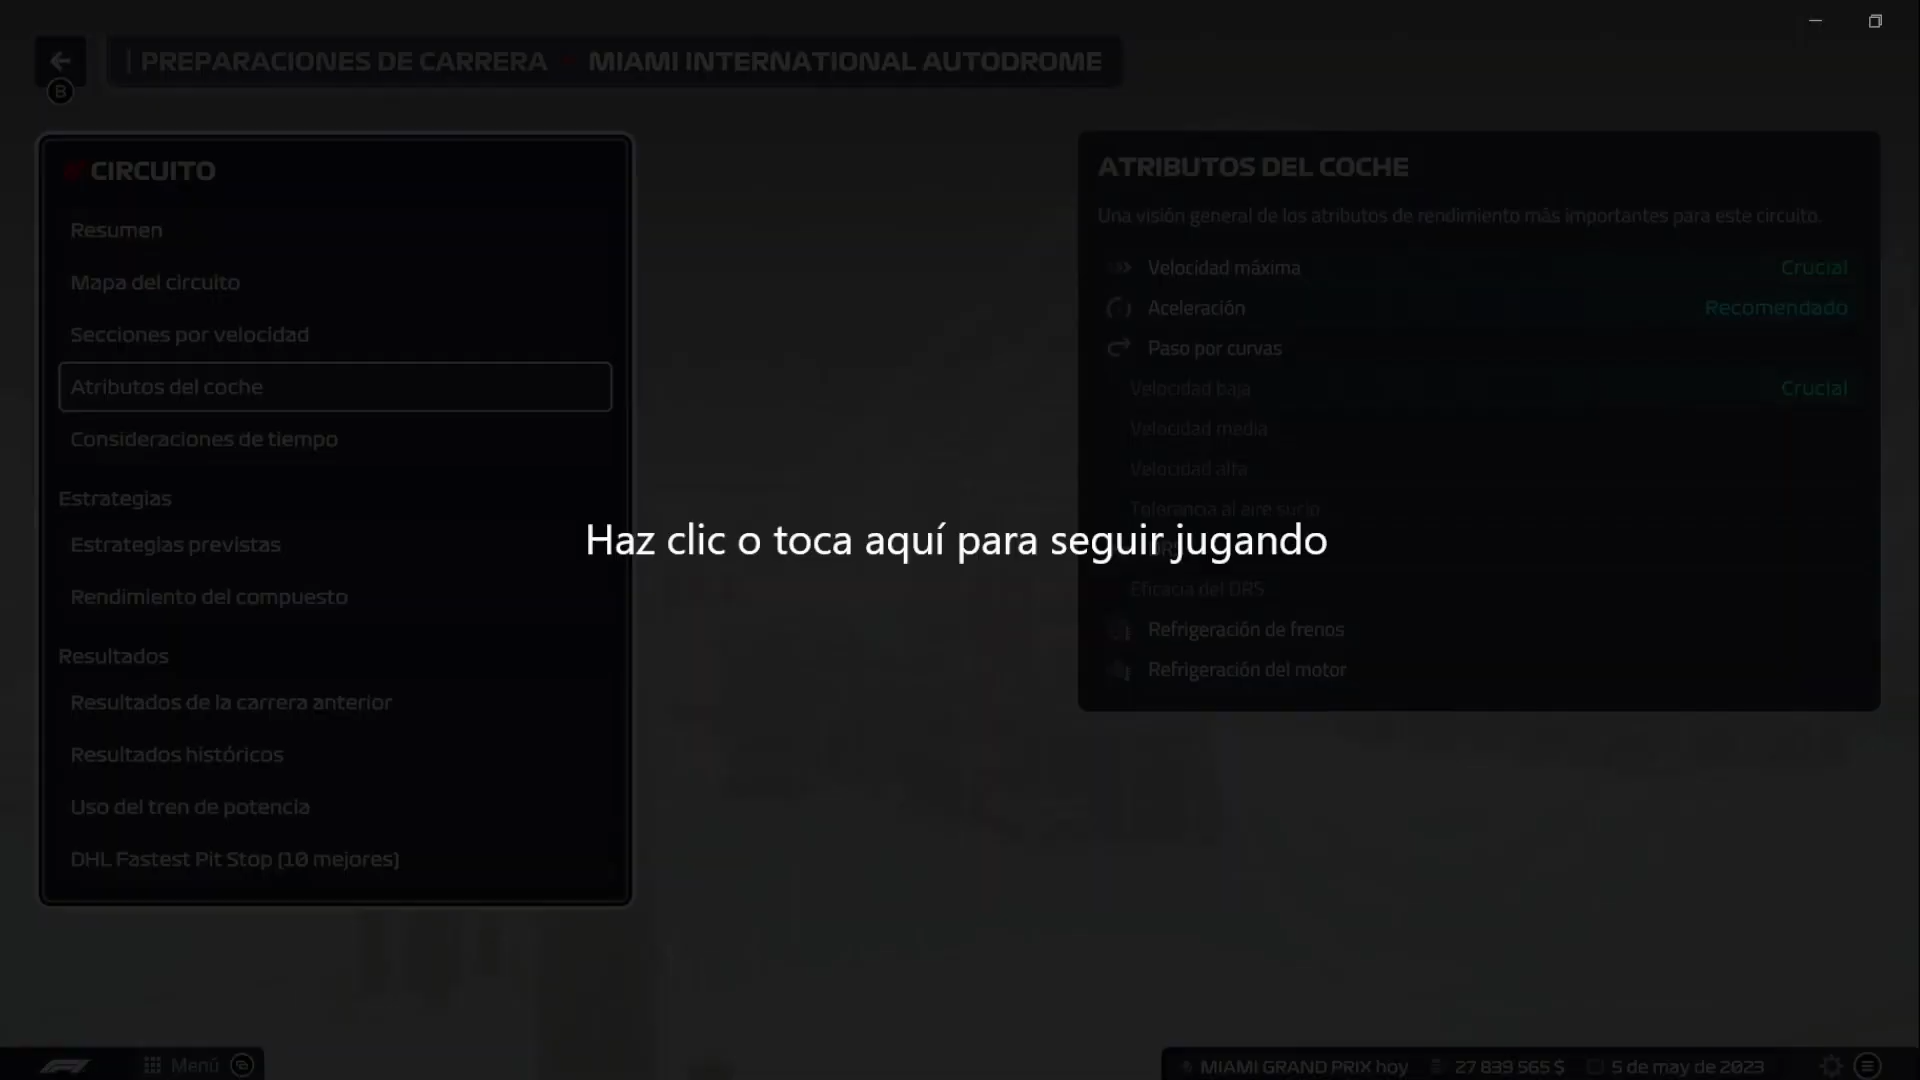 PREPARACIONES DE CARRERA MIAMI INTERNATIONAL AUTODROME
B
CIRCUITO
Resumen
Mapa del circuito
Secciones por velocidad
Atributos del coche
Consideraciones de tiempo
Estrategias
Estrategias previstas
Rendimiento del compuesto
Resultados
Resultados de la carrera anterior
Resultados históricos
Uso del tren de potencia
DHL Fastest Pit Stop (10 mejores)
Haz clic o toca aquí para seguir jugando
ATRIBUTOS DEL COCHE
Una visión general de los atributos de rendimiento más importantes para este circuito.
Velocidad máxima Crucial
Aceleración Recomendado
Paso por curvas
Velocidad baja Crucial
Velocidad media
Velocidad alta
Tolerancia al aire sucio
DRS
Eficacia del DRS
Refrigeración de frenos
Refrigeración del motor
Menú
MIAMI GRAND PRIX hoy 27 839 565 $ 5 de may de 2023